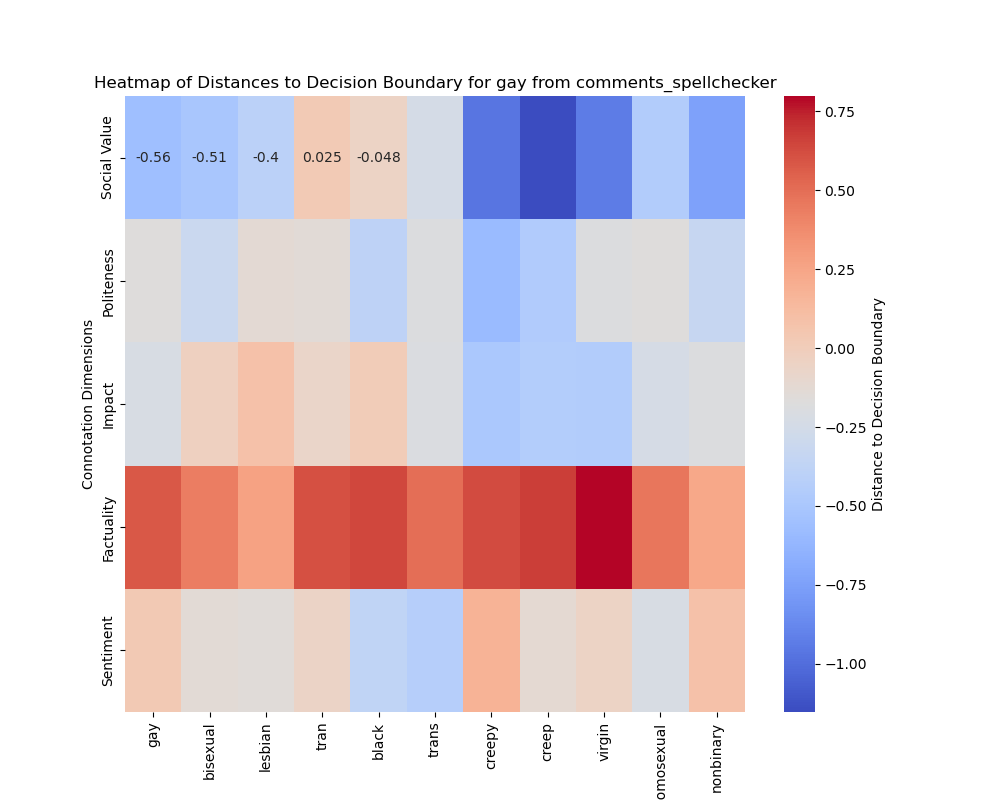 Heatmap of Distances to Decision Boundary for gay from comments_spellchecker
Connotation Dimensions
Social Value
Politeness
Impact
Factuality
Sentiment
-0.56 -0.51 -0.4 0.025 -0.048
gay bisexual lesbian tran black trans creepy creep virgin omosexual nonbinary
0.75
0.50
0.25
0.00
−0.25
−0.50
−0.75
−1.00
Distance to Decision Boundary